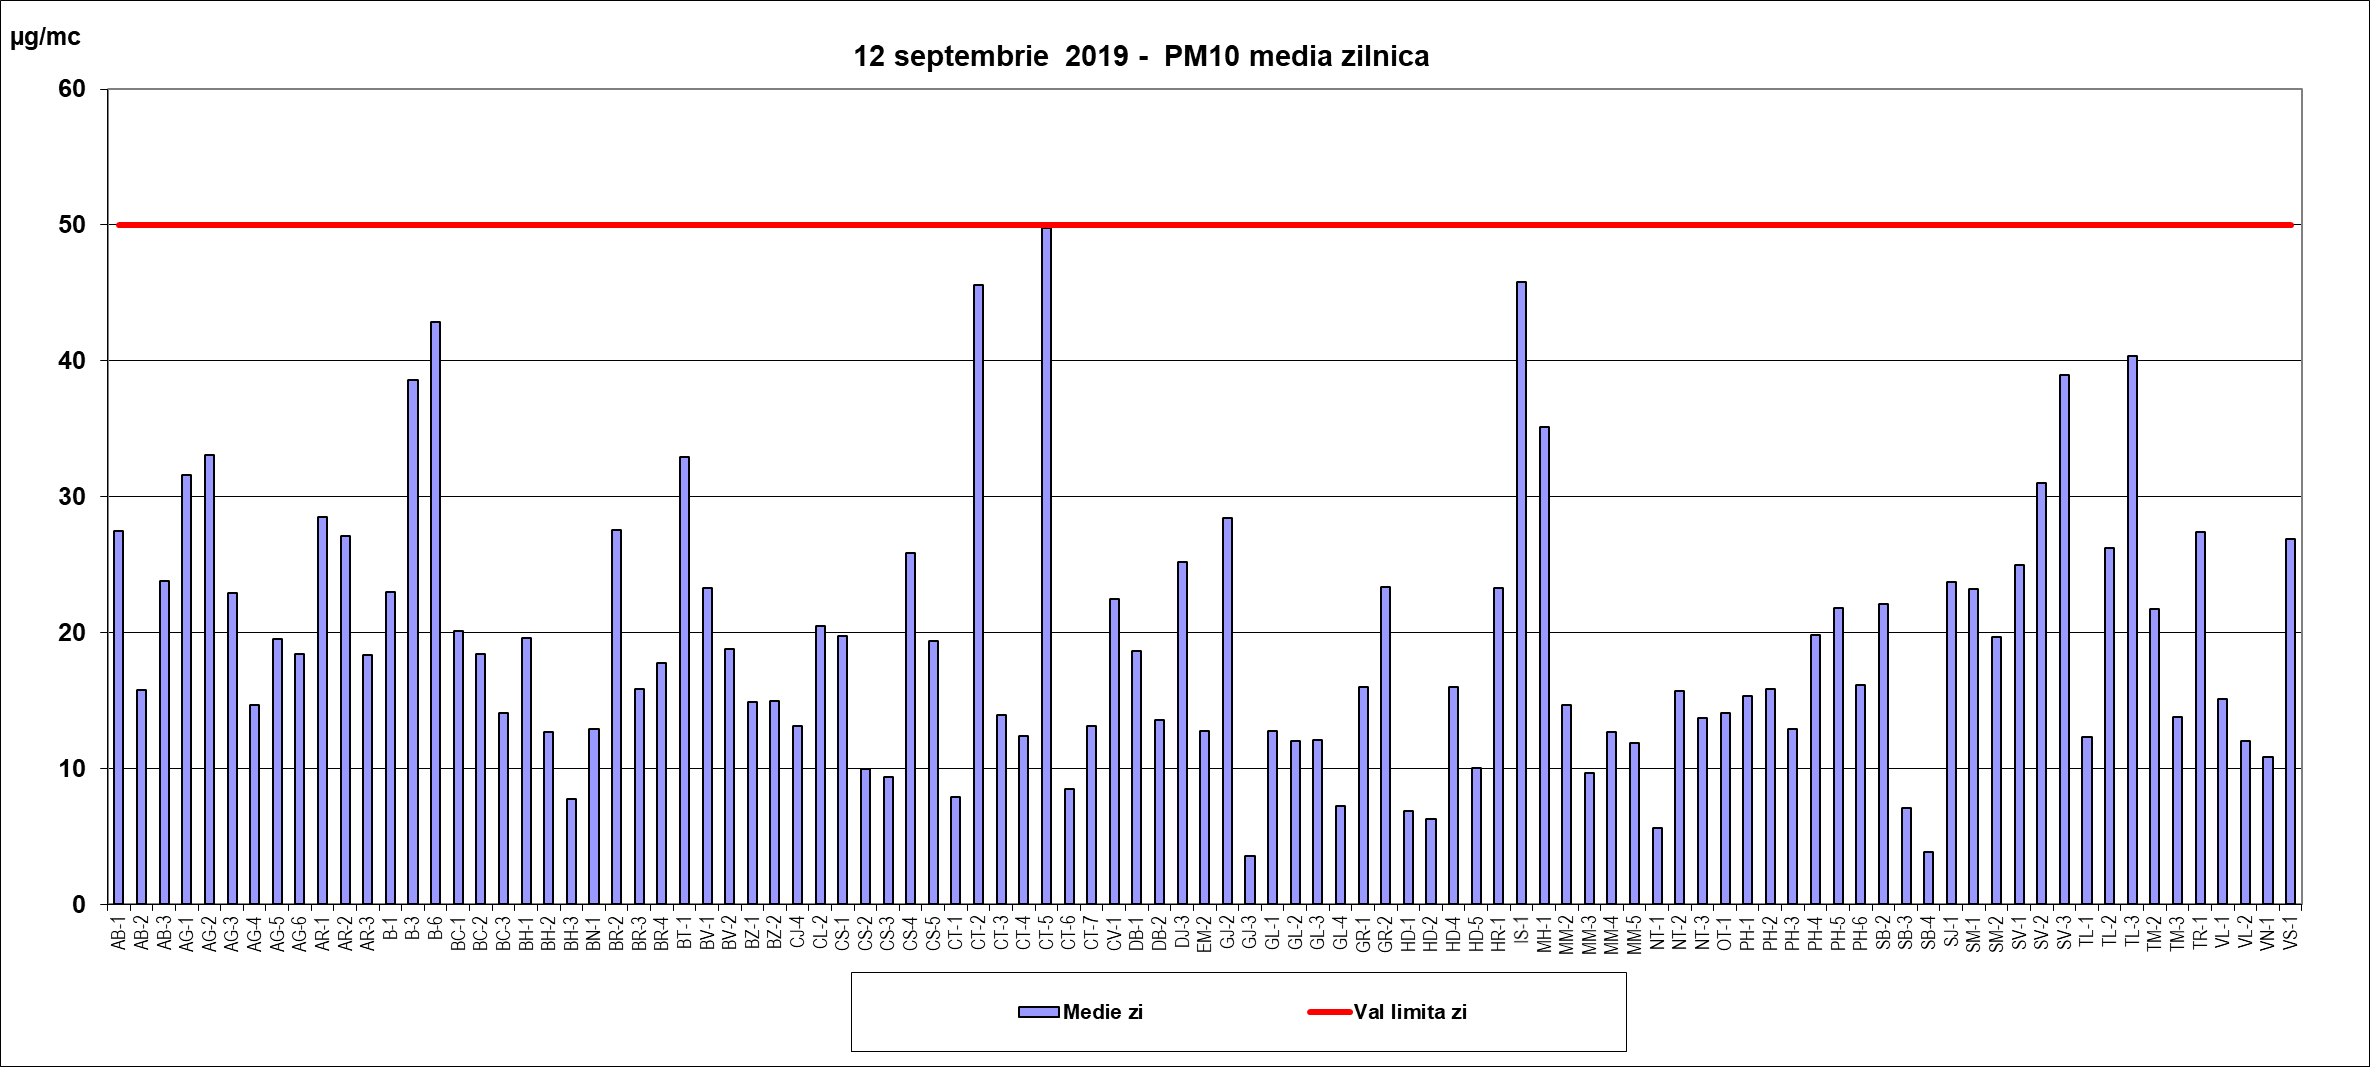 µg/mc
12 septembrie  2019 -  PM10 media zilnica
60
50
40
30
20
10
0
AB-1 AB-2 AB-3 AG-1 AG-2 AG-3 AG-4 AG-5 AG-6 AR-1 AR-2 AR-3 B-1 B-3 B-6 BC-1 BC-2 BC-3 BH-1 BH-2 BH-3 BN-1 BR-2 BR-3 BR-4 BT-1 BV-1 BV-2 BZ-1 BZ-2 CJ-4 CL-2 CS-1 CS-2 CS-3 CS-4 CS-5 CT-1 CT-2 CT-3 CT-4 CT-5 CT-6 CT-7 CV-1 DB-1 DB-2 DJ-3 EM-2 GJ-2 GJ-3 GL-1 GL-2 GL-3 GL-4 GR-1 GR-2 HD-1 HD-2 HD-4 HD-5 HR-1 IS-1 MH-1 MM-2 MM-3 MM-4 MM-5 NT-1 NT-2 NT-3 OT-1 PH-1 PH-2 PH-3 PH-4 PH-5 PH-6 SB-2 SB-3 SB-4 SJ-1 SM-1 SM-2 SV-1 SV-2 SV-3 TL-1 TL-2 TL-3 TM-2 TM-3 TR-1 VL-1 VL-2 VN-1 VS-1
Medie zi Val limita zi